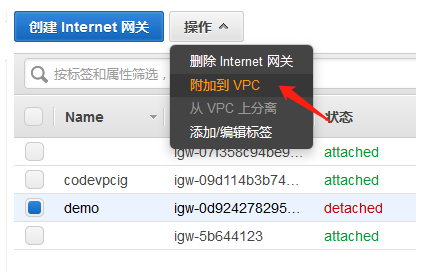 创建 Internet 网关 操作
删除 Internet 网关
按标签和属性筛选,
附加到 VPC
从 VPC 上分离
Name 状态
添加/编辑标签
igw-07f358c94be9... attached
codevpcig igw-09d114b3b74... attached
demo igw-0d924278295... detached
igw-5b644123 attached